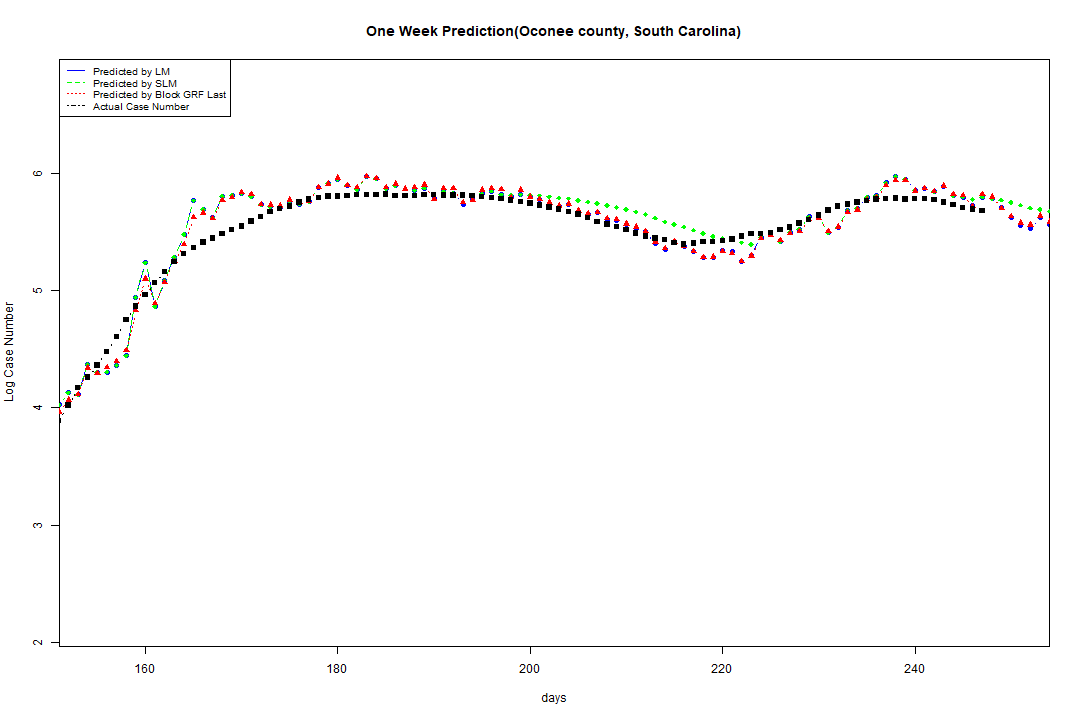 One Week Prediction(Oconee county, South Carolina)
Predicted by LM
Predicted by SLM
Predicted by Block GRF Last
Actual Case Number
6
5
4
3
2
Log Case Number
160 180 200 220 240
days